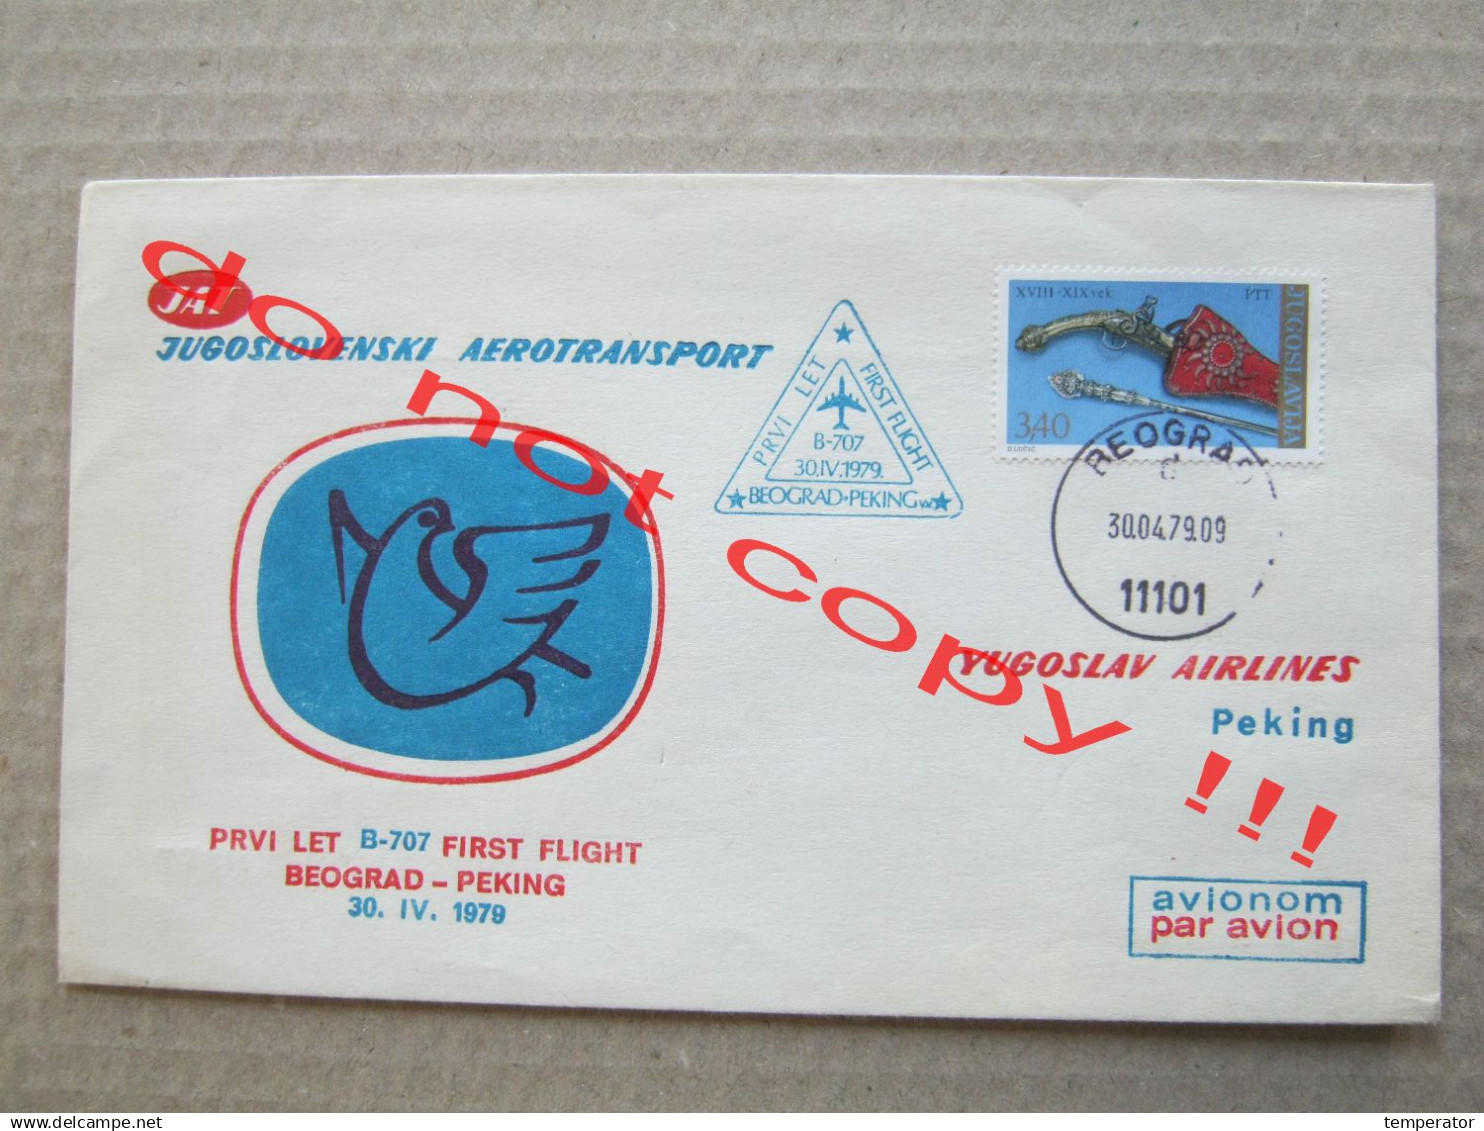 JAT
JUGOSLOVENSKI AEROTRANSPORT
PRVI LET
FIRST FLIGHT
B-707
30.IV.1979.
BEOGRAD-PEKING
XVIII-XIX vek PTT
JUGOSLAVIJA
3,40
BEOGRAD
30.04.79.09
11101
YUGOSLAV AIRLINES
Peking
PRVI LET B-707 FIRST FLIGHT
BEOGRAD – PEKING
30. IV. 1979
avionom
par avion
do not copy !!!
delcampe.net
temperator